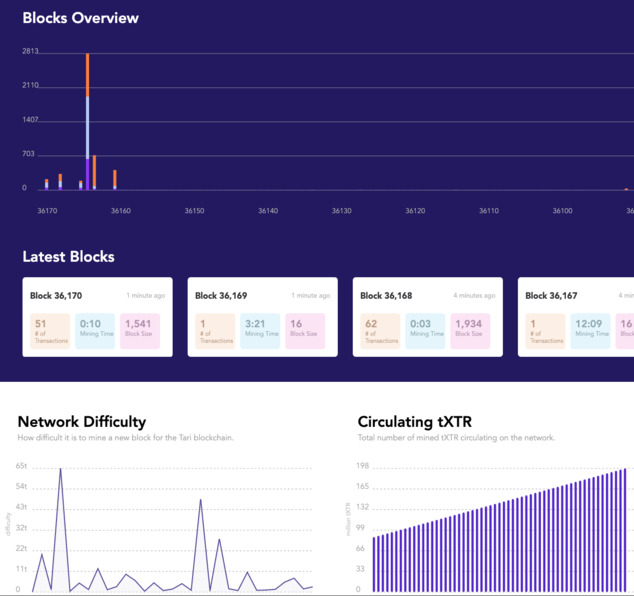 Blocks Overview
2813
2110
1407
703
0
36170 36160 36150 36140 36130 36120 36110 36100 36
Latest Blocks
Block 36,170 1 minute ago
51 0:10 1,541
# of Transactions Mining Time Block Size
Block 36,169 1 minute ago
1 3:21 16
# of Transactions Mining Time Block Size
Block 36,168 4 minutes ago
62 0:03 1,934
# of Transactions Mining Time Block Size
Block 36,167 4 min
1 12:09 16
# of Transactions Mining Time Block
Network Difficulty
How difficult it is to mine a new block for the Tari blockchain.
65t
54t
43t
32t
22t
11t
0
difficulty
Circulating tXTR
Total number of mined tXTR circulating on the network.
198
165
132
99
66
33
0
million tXTR